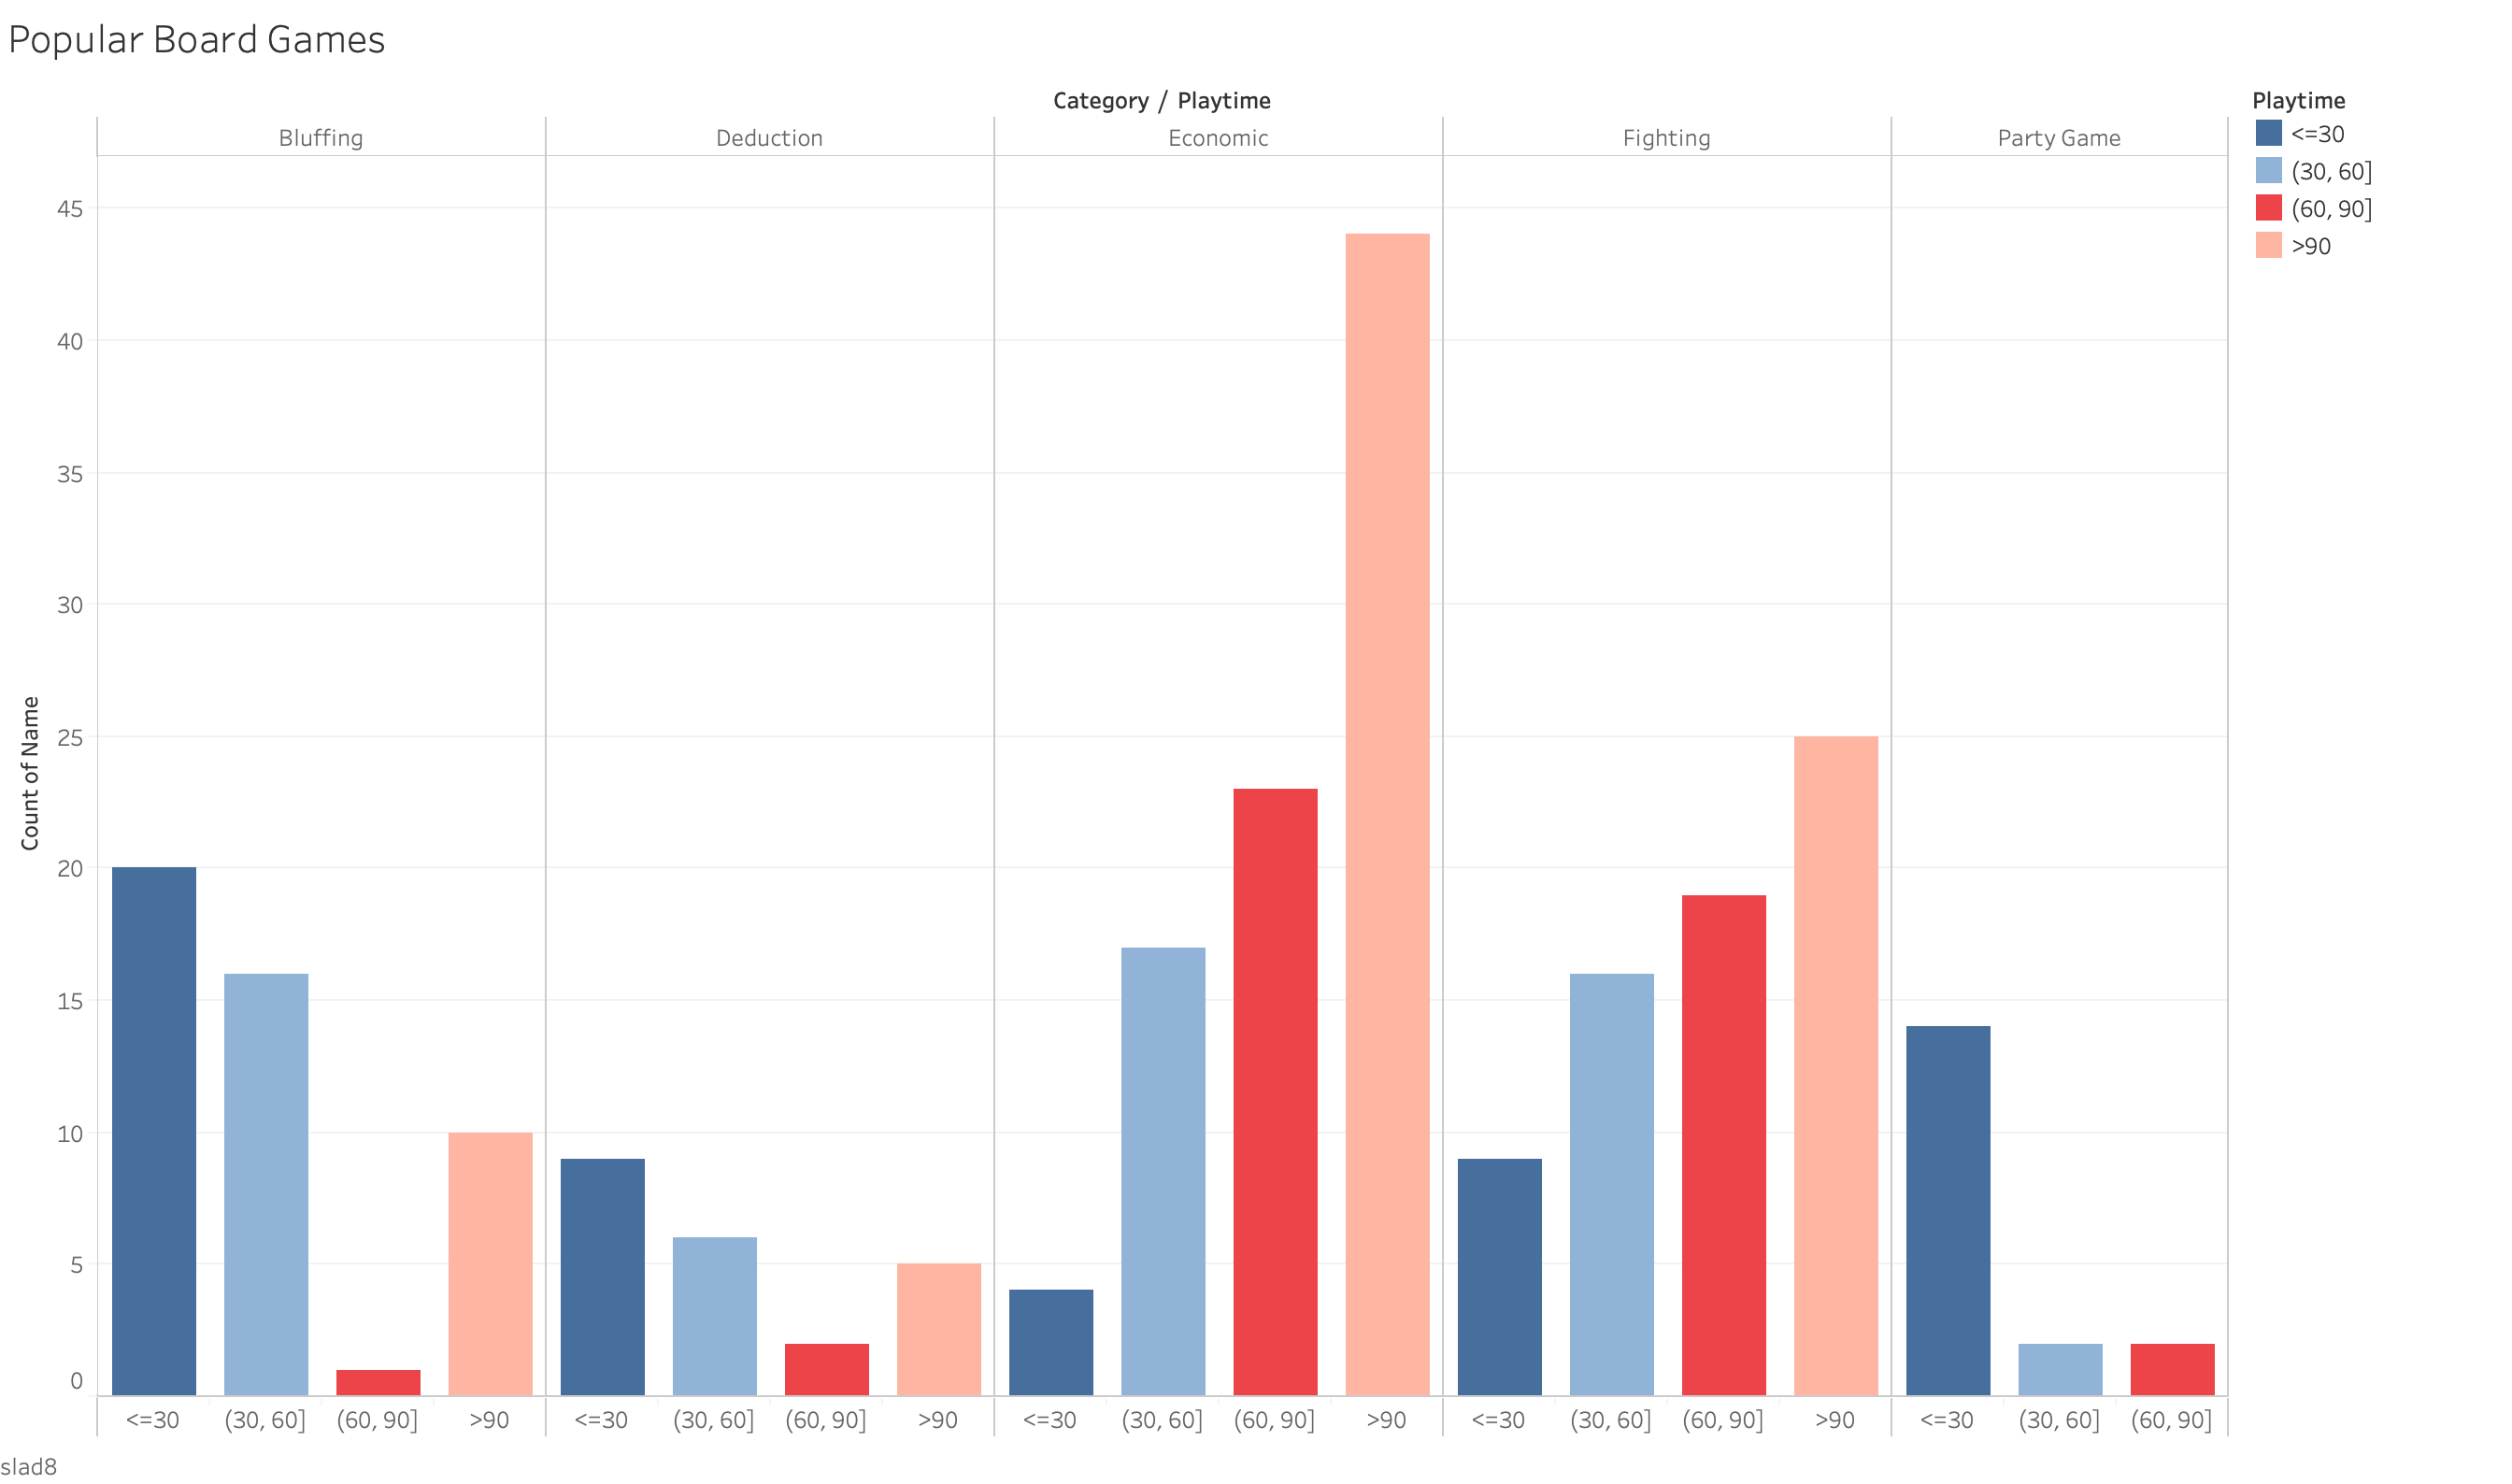 Popular Board Games
Category / Playtime
Bluffing Deduction Economic Fighting Party Game
Playtime
<=30
(30, 60]
(60, 90]
>90
Count of Name
45
40
35
30
25
20
15
10
5
0
<=30 (30, 60] (60, 90] >90 <=30 (30, 60] (60, 90] >90 <=30 (30, 60] (60, 90] >90 <=30 (30, 60] (60, 90] >90 <=30 (30, 60] (60, 90]
slad8